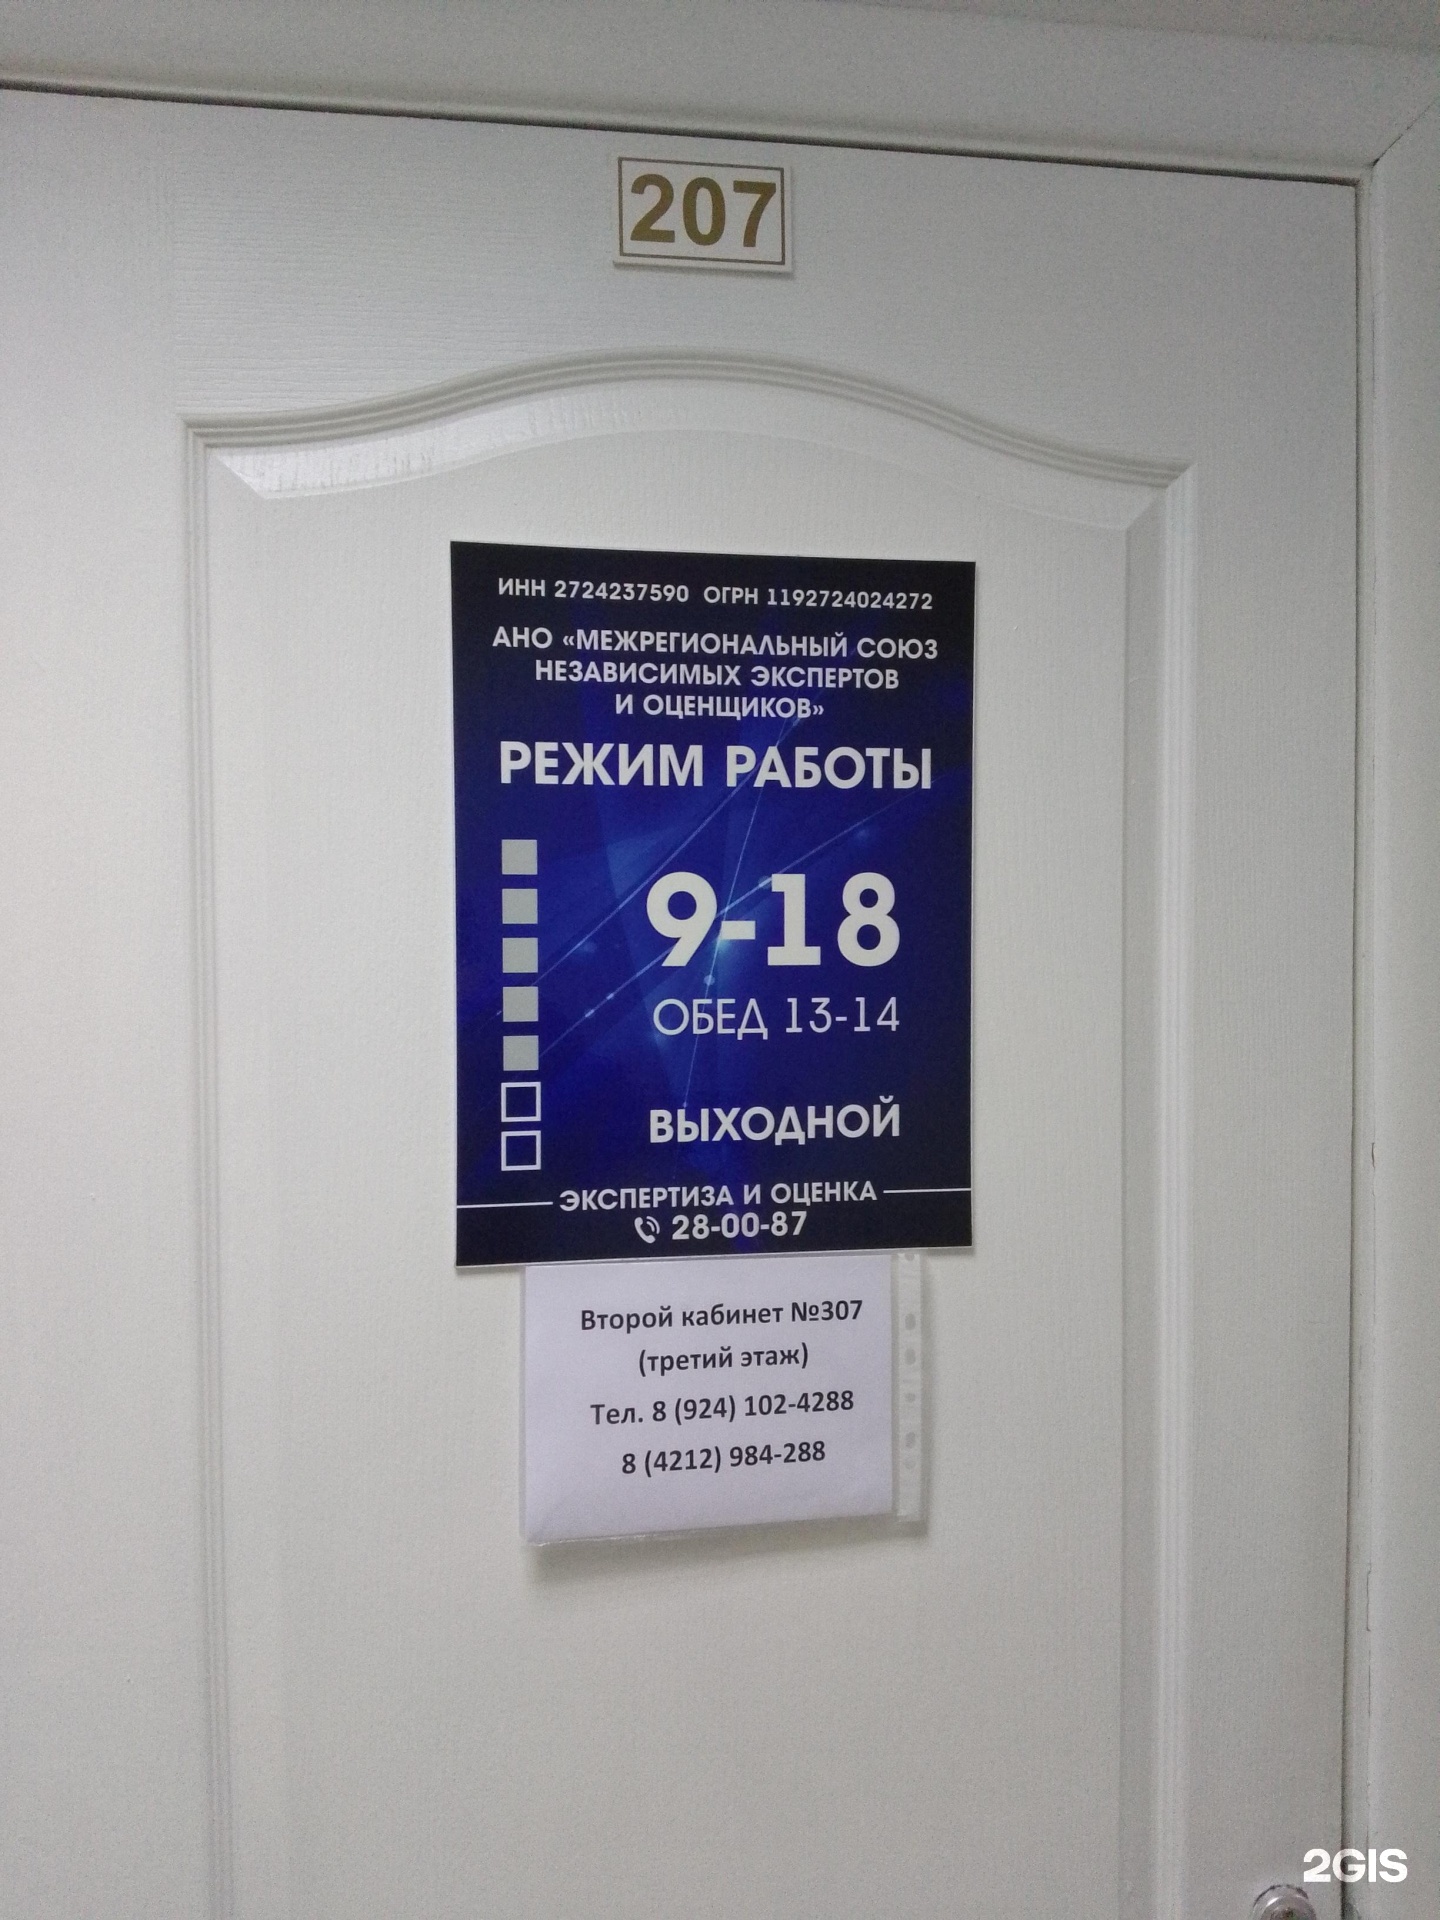 207
ИНН 2724237590 ОГРН 1192724024272
АНО «МЕЖРЕГИОНАЛЬНЫЙ СОЮЗ
НЕЗАВИСИМЫХ ЭКСПЕРТОВ
И ОЦЕНЩИКОВ»
РЕЖИМ РАБОТЫ
9-18
ОБЕД 13-14
ВЫХОДНОЙ
ЭКСПЕРТИЗА И ОЦЕНКА
28-00-87
Второй кабинет №307
(третий этаж)
Тел. 8 (924) 102-4288
8 (4212) 984-288
2GIS